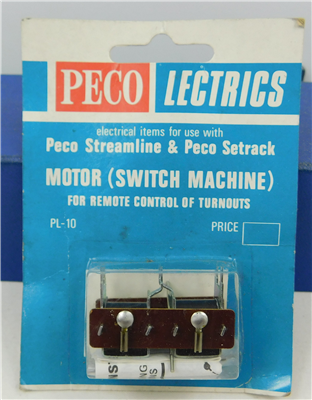 PECO LECTRICS
electrical items for use with
Peco Streamline & Peco Setrack
MOTOR (SWITCH MACHINE)
FOR REMOTE CONTROL OF TURNOUTS
PL-10 PRICE